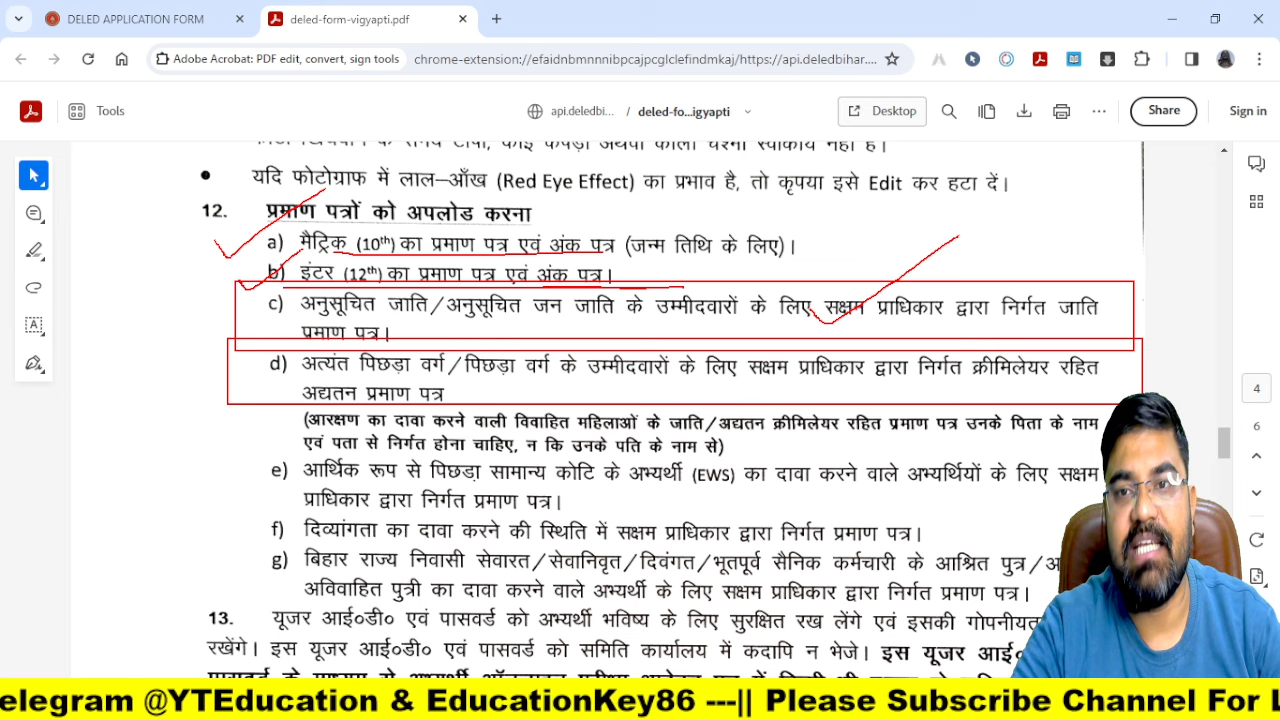 DELED APPLICATION FORM
deled-form-vigyapti.pdf
Adobe Acrobat: PDF edit, convert, sign tools
chrome-extension://efaidnbmnnnibpcajpcglclefindmkaj/https://api.deledbihar....
Tools
api.deledbi...
/ deled-fo...igyapti
Desktop
Share
Sign in
यदि फोटोग्राफ में लाल–आँख (Red Eye Effect) का प्रभाव है, तो कृपया इसे Edit कर हटा दें।
12. प्रमाण पत्रों को अपलोड करना
a) मैट्रिक (10th) का प्रमाण पत्र एवं अंक पत्र (जन्म तिथि के लिए)।
b) इंटर (12th) का प्रमाण पत्र एवं अंक पत्र।
c) अनुसूचित जाति/अनुसूचित जन जाति के उम्मीदवारों के लिए सक्षम प्राधिकार द्वारा निर्गत जाति
प्रमाण पत्र।
d) अत्यंत पिछड़ा वर्ग/पिछड़ा वर्ग के उम्मीदवारों के लिए सक्षम प्राधिकार द्वारा निर्गत क्रीमिलेयर रहित
अद्यतन प्रमाण पत्र
(आरक्षण का दावा करने वाली विवाहित महिलाओं के जाति/अद्यतन क्रीमिलेयर रहित प्रमाण पत्र उनके पिता के नाम
एवं पता से निर्गत होना चाहिए, न कि उनके पति के नाम से)
e) आर्थिक रूप से पिछड़ा सामान्य कोटि के अभ्यर्थी (EWS) का दावा करने वाले अभ्यर्थियों के लिए सक्षम
प्राधिकार द्वारा निर्गत प्रमाण पत्र।
f) दिव्यांगता का दावा करने की स्थिति में सक्षम प्राधिकार द्वारा निर्गत प्रमाण पत्र।
g) बिहार राज्य निवासी सेवारत/सेवानिवृत/दिवंगत/भूतपूर्व सैनिक कर्मचारी के आश्रित पुत्र/
अविवाहित पुत्री का दावा करने वाले अभ्यर्थी के लिए सक्षम प्राधिकार द्वारा निर्गत प्रमाण पत्र।
13. यूजर आई०डी० एवं पासवर्ड को अभ्यर्थी भविष्य के लिए सुरक्षित रख लेंगे एवं इसकी
रखेंगे। इस यूजर आई०डी० एवं पासवर्ड को समिति कार्यालय में कदापि न भेजे। इस यूजर
4
6
elegram @YTEducation & EducationKey86 ---|| Please Subscribe Channel For